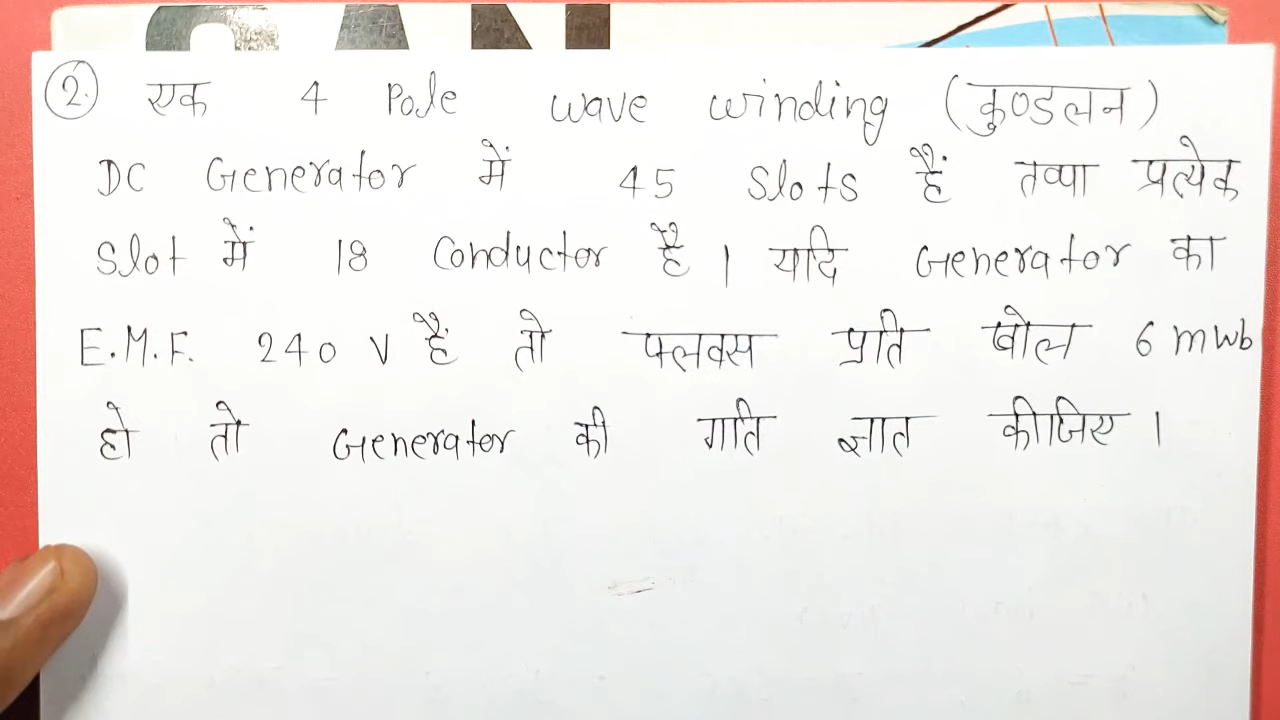 ②. एक 4 Pole wave winding (कुण्डलन)
DC Generator में 45 Slots हैं तथा प्रत्येक
Slot में 18 Conductor है । यदि Generator का
E.M.F. 240 V हैं तो फ्लक्स प्रति पोल 6 mwb
हो तो Generator की गति ज्ञात कीजिए ।